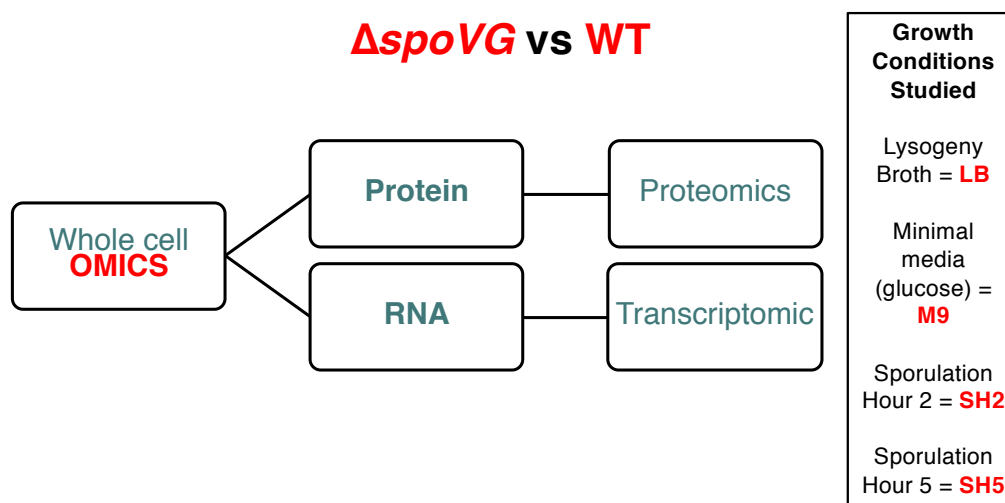 ΔspoVG vs WT
Whole cell
OMICS
Protein
Proteomics
RNA
Transcriptomic
Growth
Conditions
Studied
Lysogeny
Broth = LB
Minimal
media
(glucose) =
M9
Sporulation
Hour 2 = SH2
Sporulation
Hour 5 = SH5